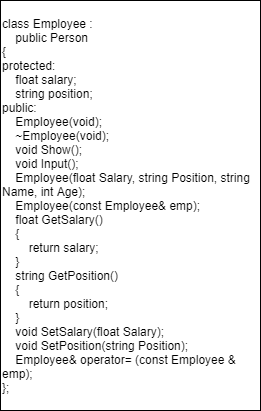 class Employee :
    public Person
{
protected:
    float salary;
    string position;
public:
    Employee(void);
    ~Employee(void);
    void Show();
    void Input();
    Employee(float Salary, string Position, string
Name, int Age);
    Employee(const Employee& emp);
    float GetSalary()
    {
        return salary;
    }
    string GetPosition()
    {
        return position;
    }
    void SetSalary(float Salary);
    void SetPosition(string Position);
    Employee& operator= (const Employee &
emp);
};